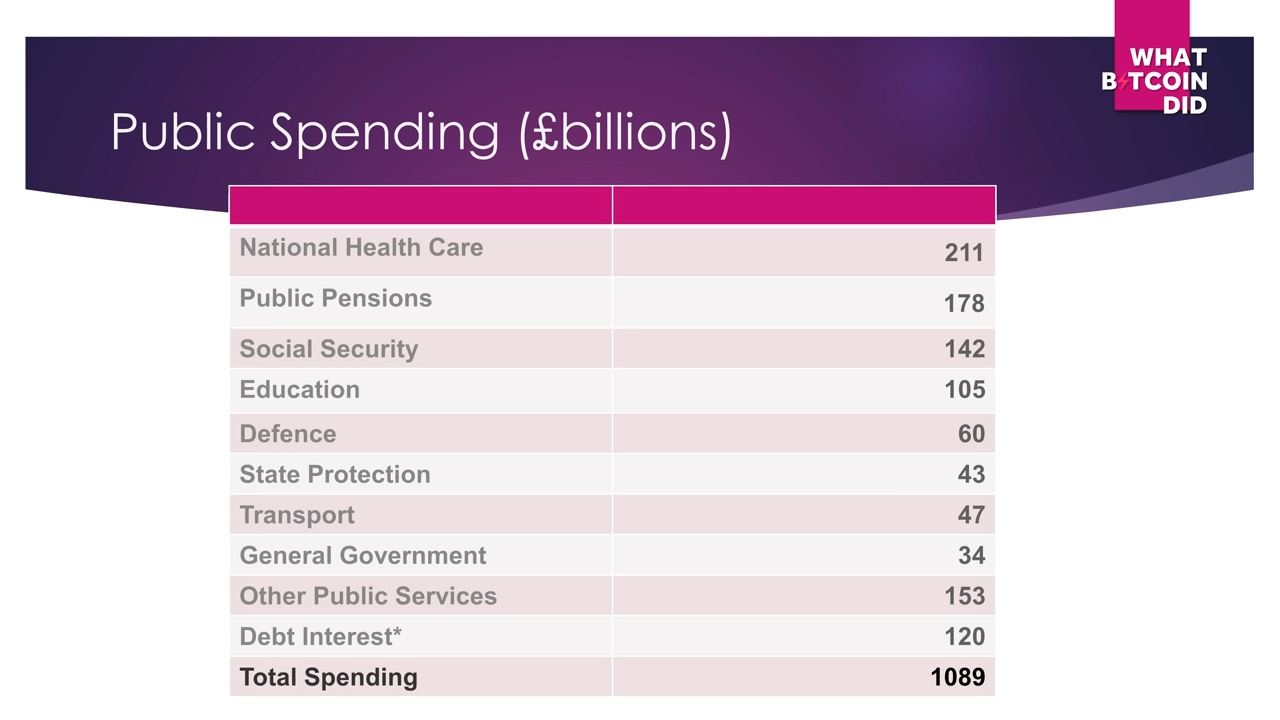 WHAT
B⚡TCOIN
DID
Public Spending (£billions)
National Health Care 211
Public Pensions 178
Social Security 142
Education 105
Defence 60
State Protection 43
Transport 47
General Government 34
Other Public Services 153
Debt Interest* 120
Total Spending 1089